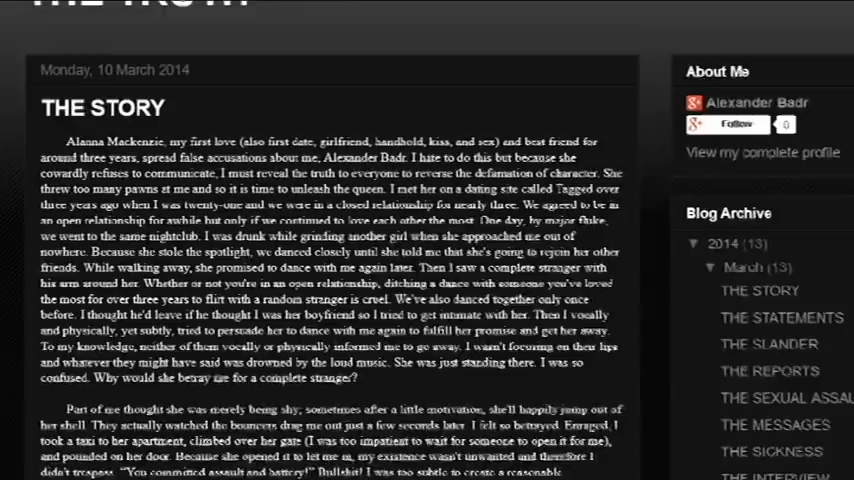 THE TRUTH!
Monday, 10 March 2014
THE STORY
Alanna Mackenzie, my first love (also first date, girlfriend, handhold, kiss, and sex) and best friend for
around three years, spread false accusations about me, Alexander Badr. I hate to do this but because she
cowardly refuses to communicate, I must reveal the truth to everyone to reverse the defamation of character. She
threw too many pawns at me and so it is time to unleash the queen. I met her on a dating site called Tagged over
three years ago when I was twenty-one and we were in a closed relationship for nearly three. We agreed to be in
an open relationship for awhile but only if we continued to love each other the most. One day, by major fluke,
we went to the same nightclub. I was drunk while grinding another girl when she approached me out of
nowhere. Because she stole the spotlight, we danced closely until she told me that she's going to rejoin her other
friends. While walking away, she promised to dance with me again later. Then I saw a complete stranger with
his arm around her. Whether or not you're in an open relationship, ditching a dance with someone you've loved
the most for over three years to flirt with a random stranger is cruel. We've also danced together only once
before. I thought he'd leave if he thought I was her boyfriend so I tried to get intimate with her. Then I vocally
and physically, yet subtly, tried to persuade her to dance with me again to fulfill her promise and get her away.
To my knowledge, neither of them vocally or physically informed me to go away. I wasn't focusing on their lips
and whatever they might have said was drowned by the loud music. She was just standing there. I was so
confused. Why would she betray me for a complete stranger?
Part of me thought she was merely being shy; sometimes after a little motivation, she'll happily jump out of
her shell. They actually watched the bouncers drag me out just a few seconds later. I felt so betrayed. Enraged, I
took a taxi to her apartment, climbed over her gate (I was too impatient to wait for someone to open it for me),
and pounded on her door. Because she opened it to let me in, my existence wasn't unwanted and therefore I
didn't trespass. "You committed assault and battery!" Bullshit! I was too subtle to create a reasonable
About Me
Alexander Badr
Follow 0
View my complete profile
Blog Archive
▼ 2014 (13)
▼ March (13)
THE STORY
THE STATEMENTS
THE SLANDER
THE REPORTS
THE SEXUAL ASSAU
THE MESSAGES
THE SICKNESS
THE INTERVIEW